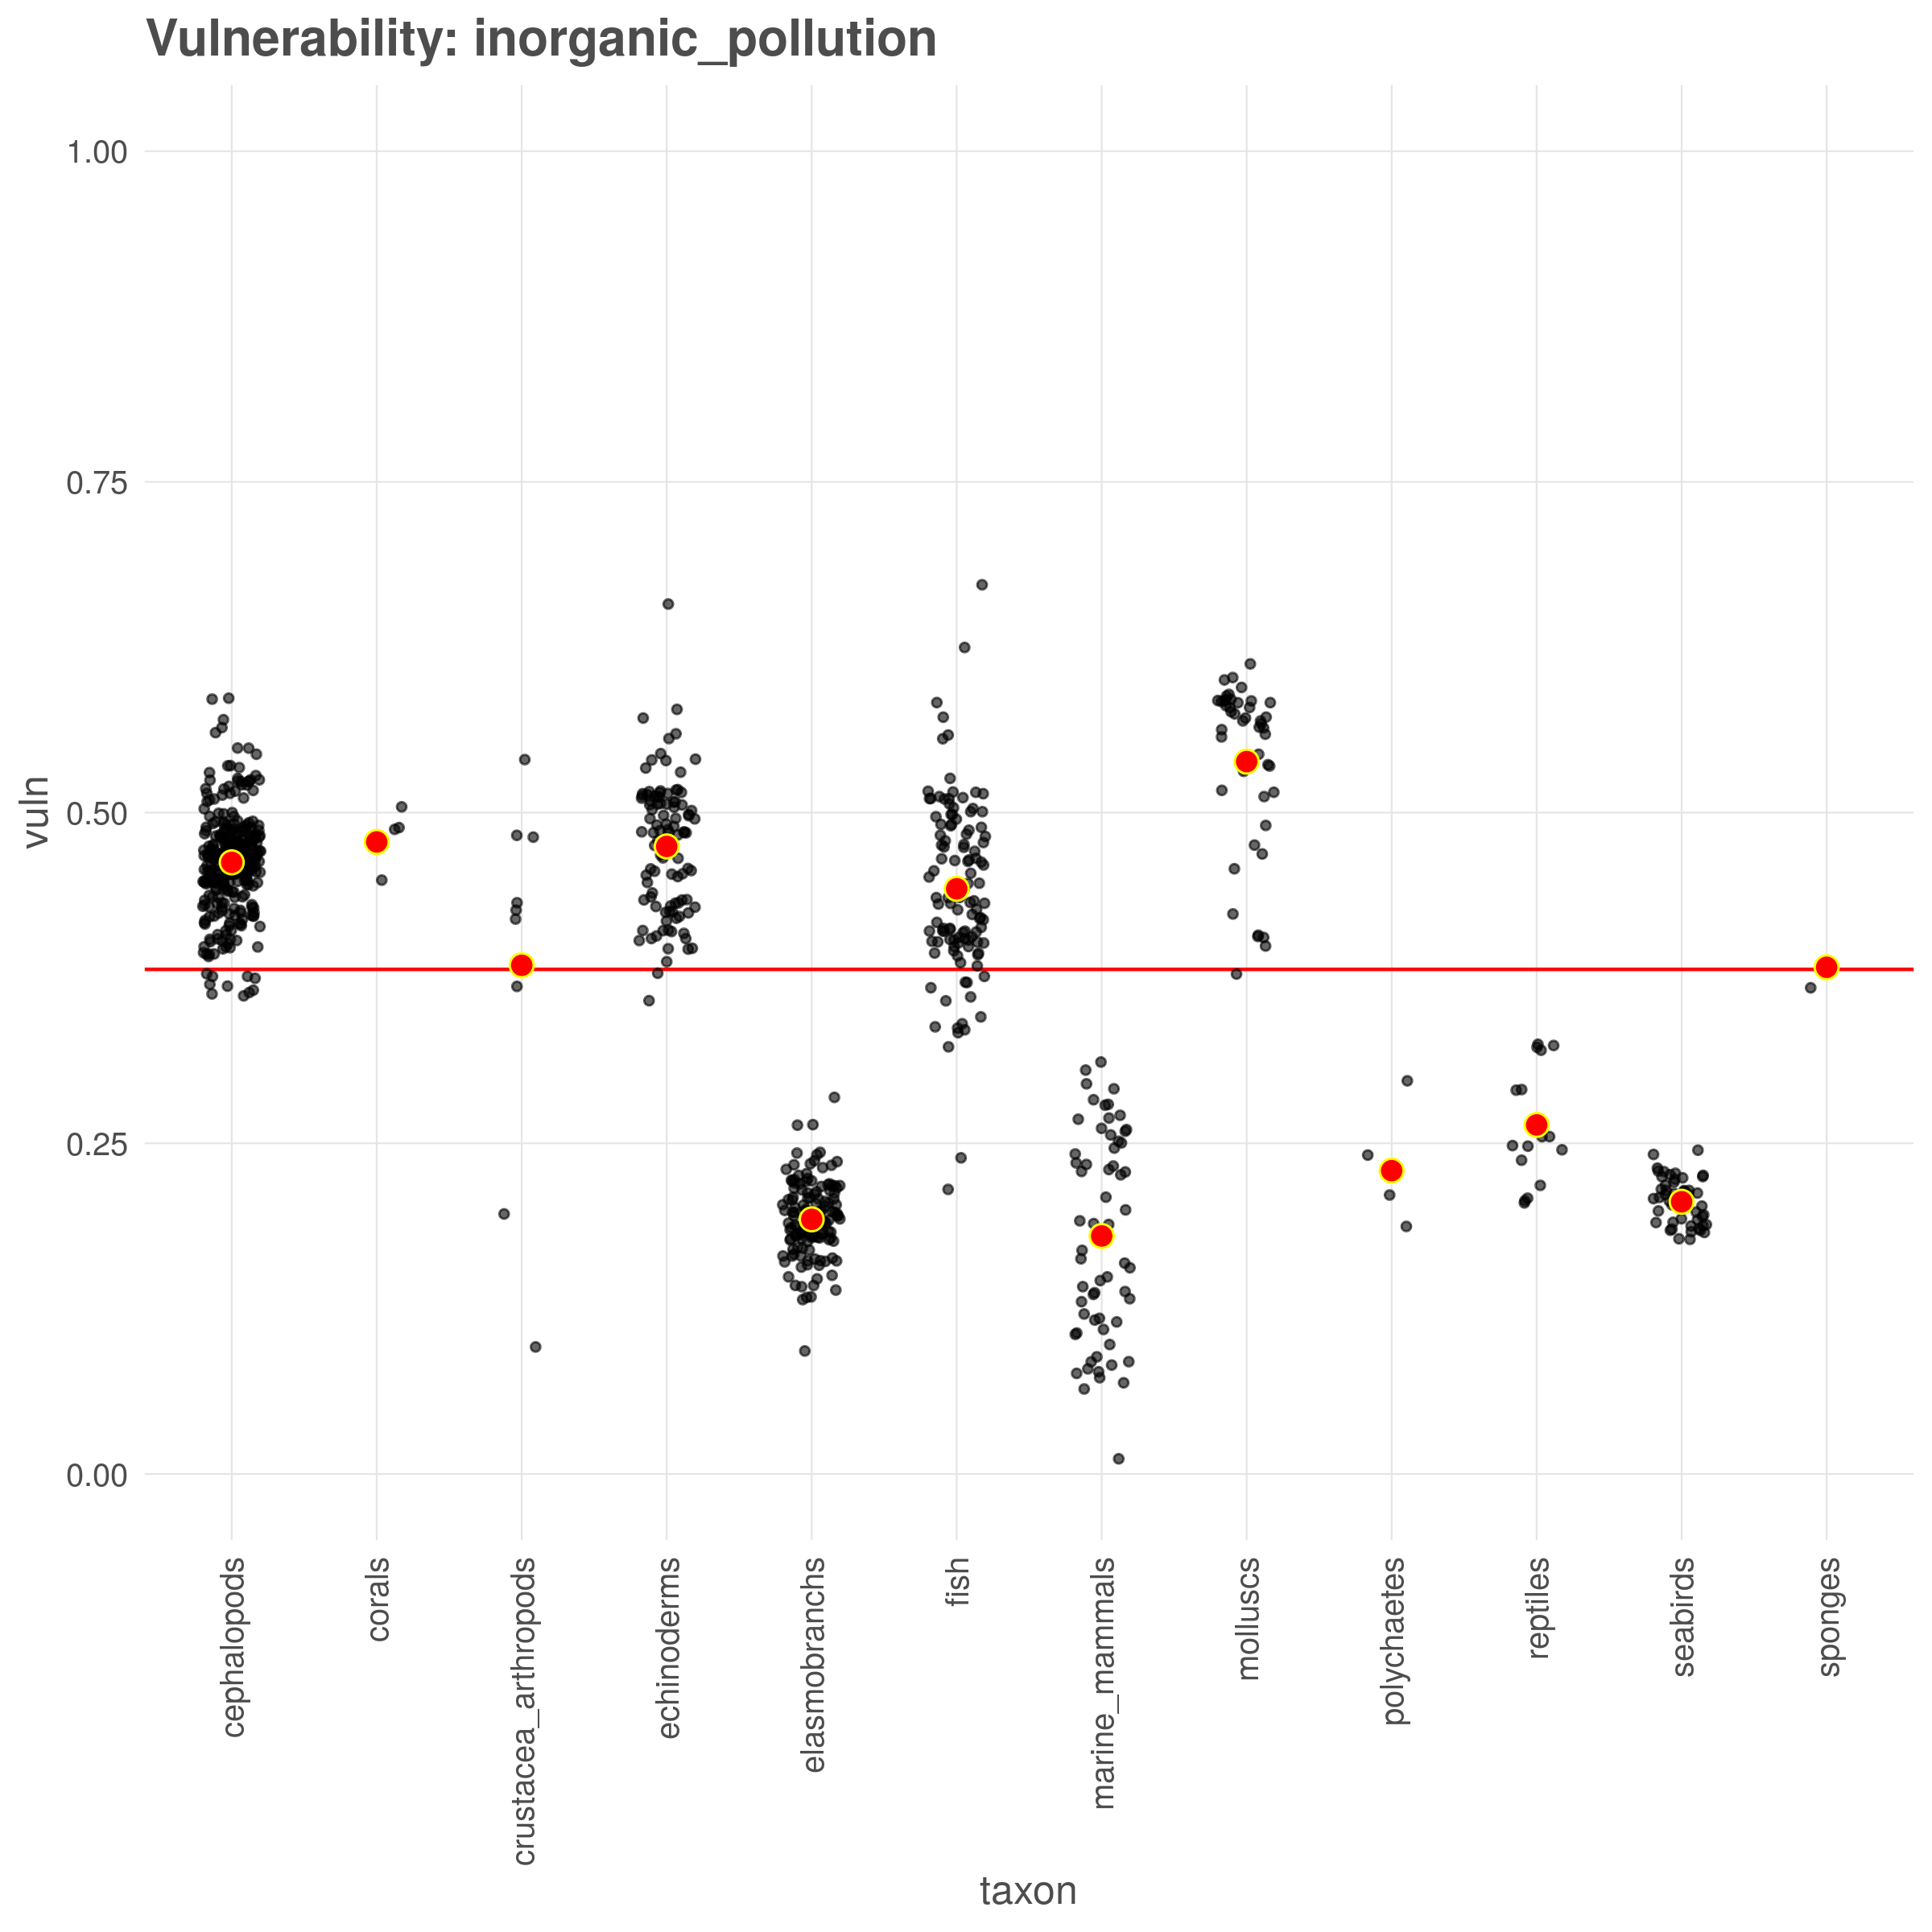 Vulnerability: inorganic_pollution
1.00
0.75
0.50
0.25
0.00
vuln
cephalopods
corals
crustacea_arthropods
echinoderms
elasmobranchs
fish
marine_mammals
molluscs
polychaetes
reptiles
seabirds
sponges
taxon